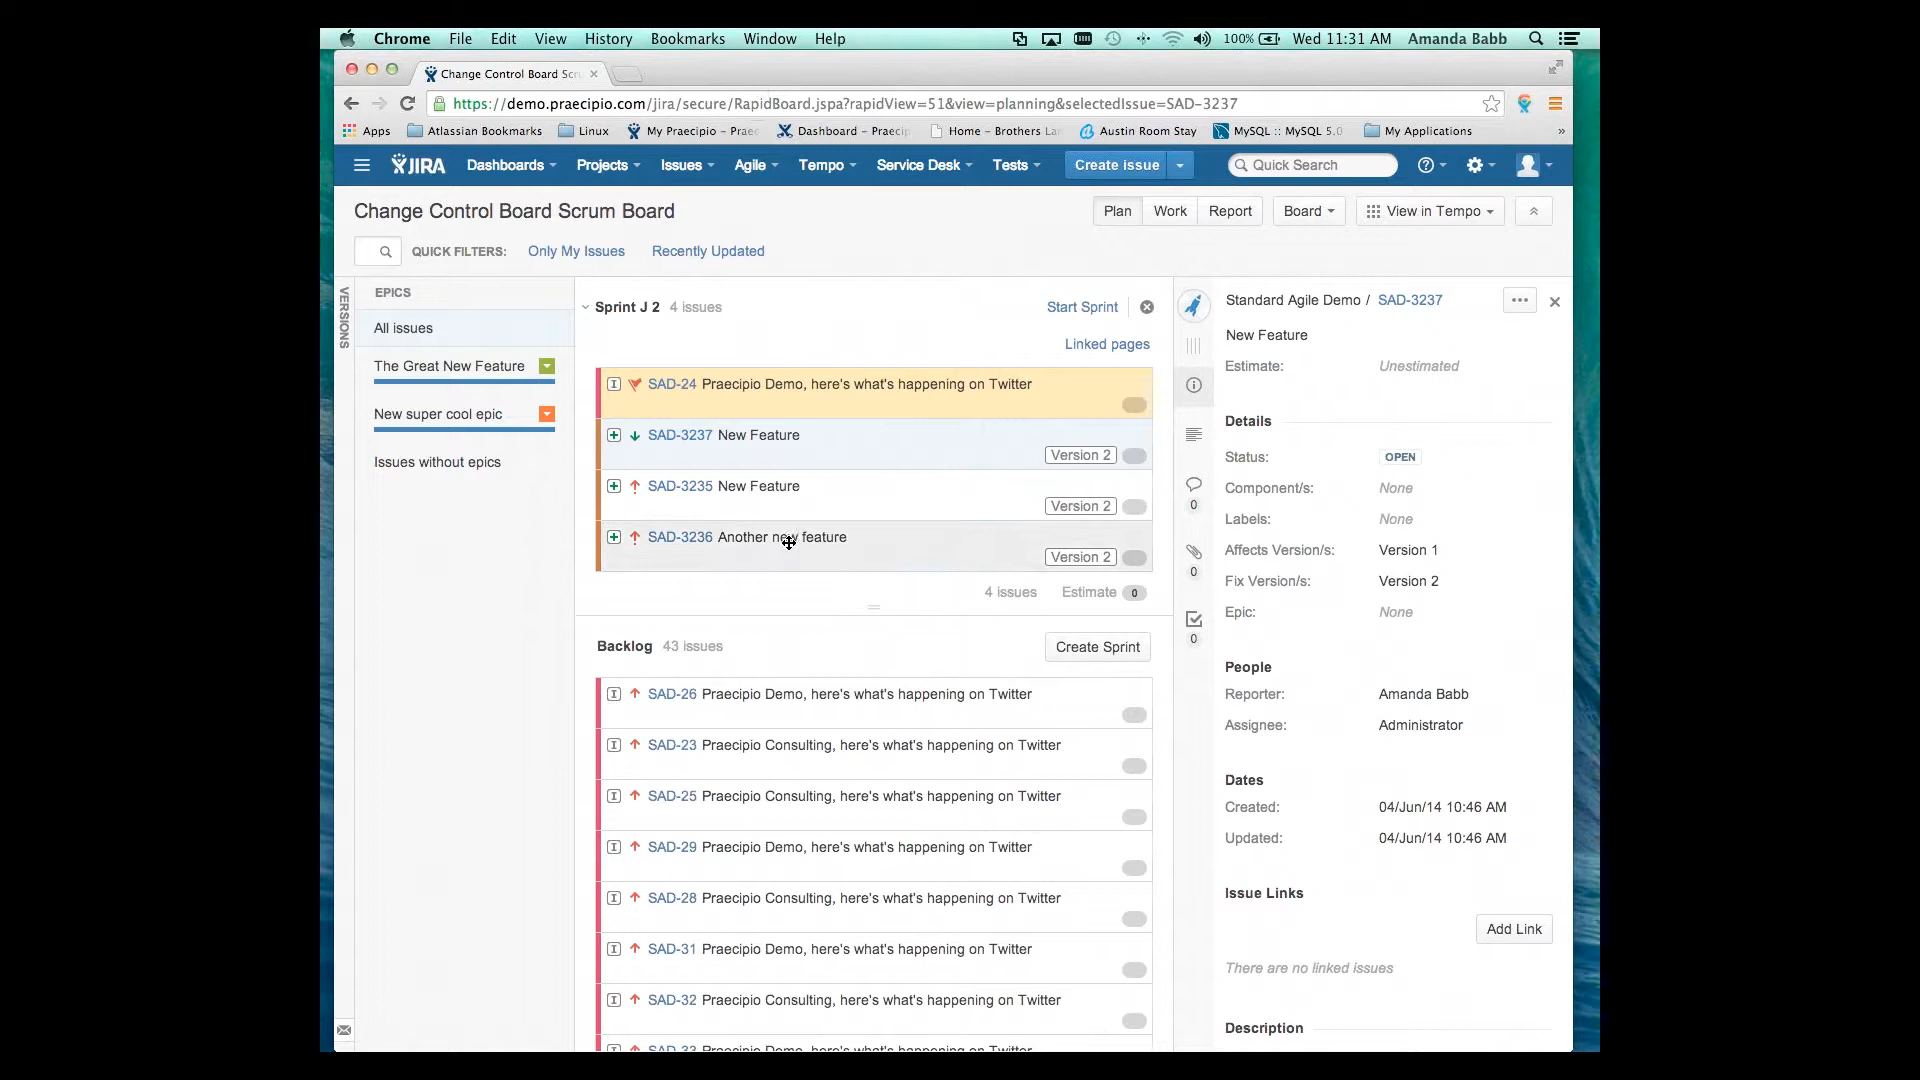 Chrome File Edit View History Bookmarks Window Help 100% Wed 11:31 AM Amanda Babb
Change Control Board Scr
https://demo.praecipio.com/jira/secure/RapidBoard.jspa?rapidView=51&view=planning&selectedIssue=SAD-3237
Apps Atlassian Bookmarks Linux My Praecipio – Prae Dashboard – Praecip Home – Brothers La Austin Room Stay MySQL :: MySQL 5.0 My Applications »
JIRA Dashboards Projects Issues Agile Tempo Service Desk Tests Create issue Quick Search
Change Control Board Scrum Board Plan Work Report Board View in Tempo
QUICK FILTERS: Only My Issues Recently Updated
VERSIONS
EPICS
All issues
The Great New Feature
New super cool epic
Issues without epics
Sprint J 2 4 issues Start Sprint
Linked pages
SAD-24 Praecipio Demo, here's what's happening on Twitter
SAD-3237 New Feature
Version 2
SAD-3235 New Feature
Version 2
SAD-3236 Another new feature
Version 2
4 issues Estimate 0
Backlog 43 issues Create Sprint
SAD-26 Praecipio Demo, here's what's happening on Twitter
SAD-23 Praecipio Consulting, here's what's happening on Twitter
SAD-25 Praecipio Consulting, here's what's happening on Twitter
SAD-29 Praecipio Demo, here's what's happening on Twitter
SAD-28 Praecipio Consulting, here's what's happening on Twitter
SAD-31 Praecipio Demo, here's what's happening on Twitter
SAD-32 Praecipio Consulting, here's what's happening on Twitter
SAD-33 Praecipio Demo, here's what's happening on Twitter
0
0
0
Standard Agile Demo / SAD-3237
New Feature
Estimate: Unestimated
Details
Status: OPEN
Component/s: None
Labels: None
Affects Version/s: Version 1
Fix Version/s: Version 2
Epic: None
People
Reporter: Amanda Babb
Assignee: Administrator
Dates
Created: 04/Jun/14 10:46 AM
Updated: 04/Jun/14 10:46 AM
Issue Links
Add Link
There are no linked issues
Description